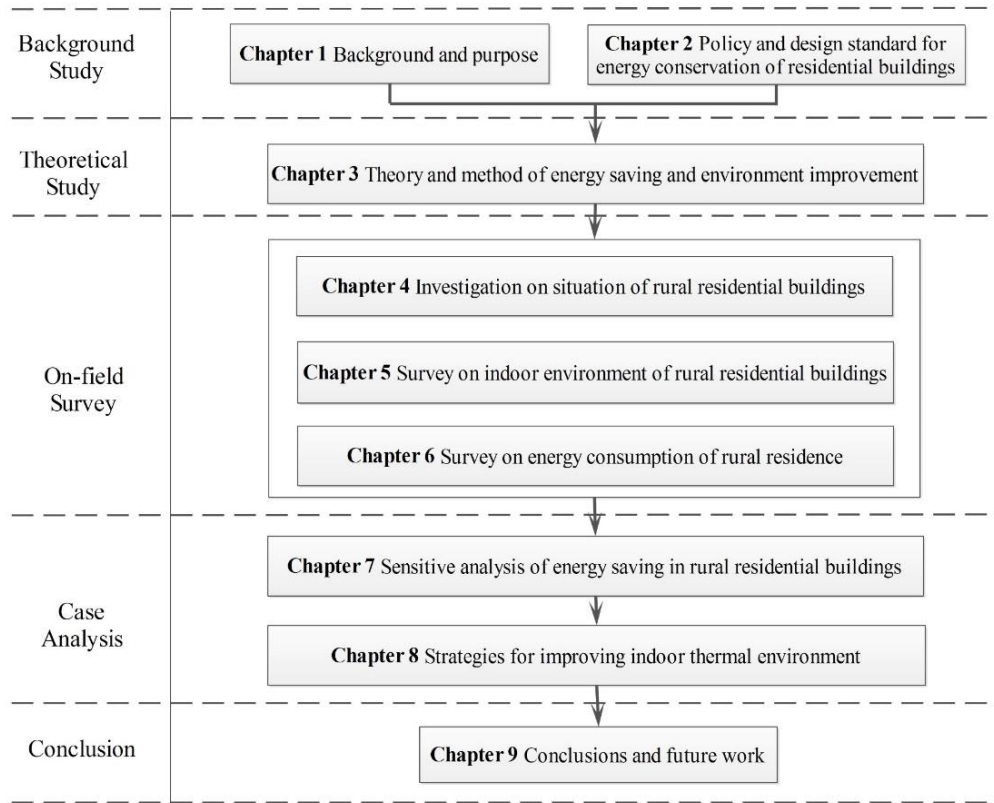 Background
Study
Chapter 1 Background and purpose
Chapter 2 Policy and design standard for
energy conservation of residential buildings
Theoretical
Study
Chapter 3 Theory and method of energy saving and environment improvement
On-field
Survey
Chapter 4 Investigation on situation of rural residential buildings
Chapter 5 Survey on indoor environment of rural residential buildings
Chapter 6 Survey on energy consumption of rural residence
Case
Analysis
Chapter 7 Sensitive analysis of energy saving in rural residential buildings
Chapter 8 Strategies for improving indoor thermal environment
Conclusion
Chapter 9 Conclusions and future work